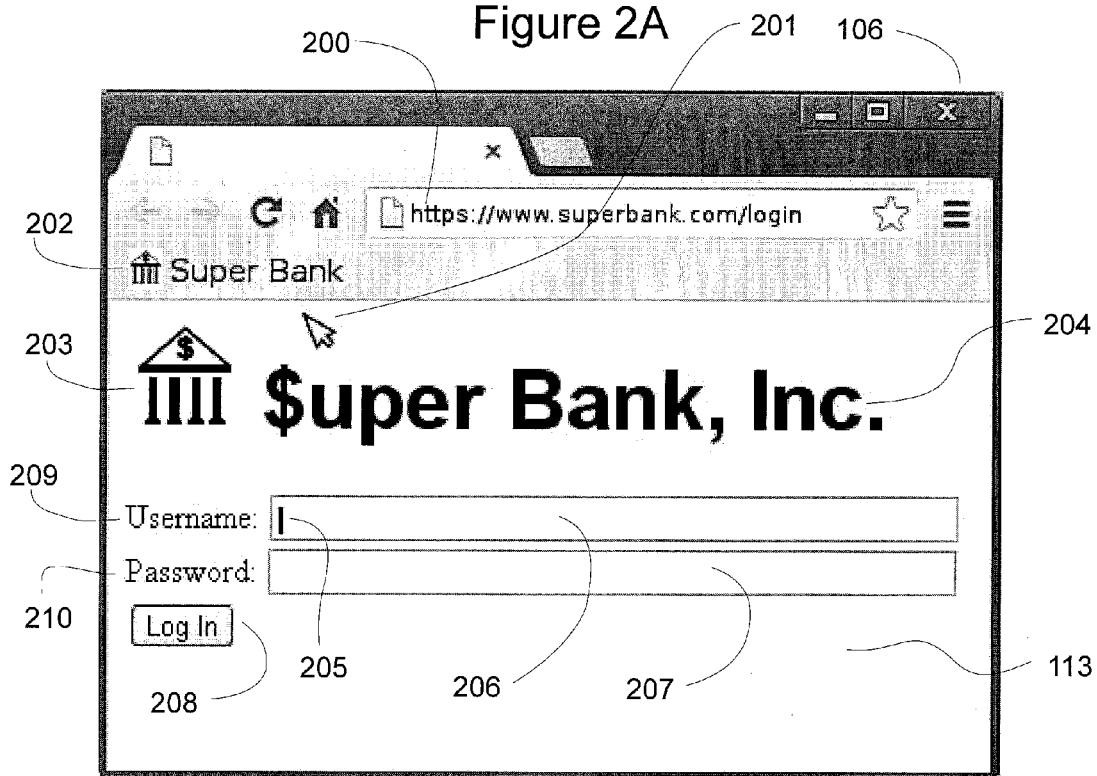 Figure 2A
200
201
106
https://www.superbank.com/login
202
Super Bank
203
$
$uper Bank, Inc.
204
209
Username:
Password:
210
Log In
205
206
207
208
113